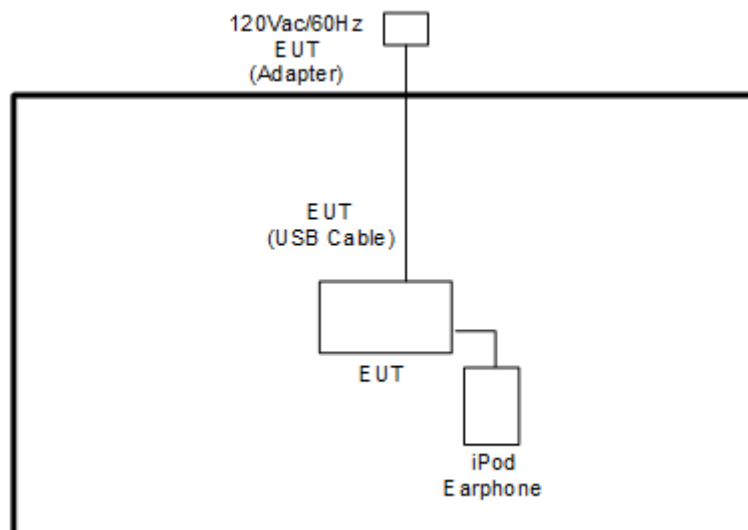 120Vac/60Hz
EUT
(Adapter)
EUT
(USB Cable)
EUT
iPod
Earphone